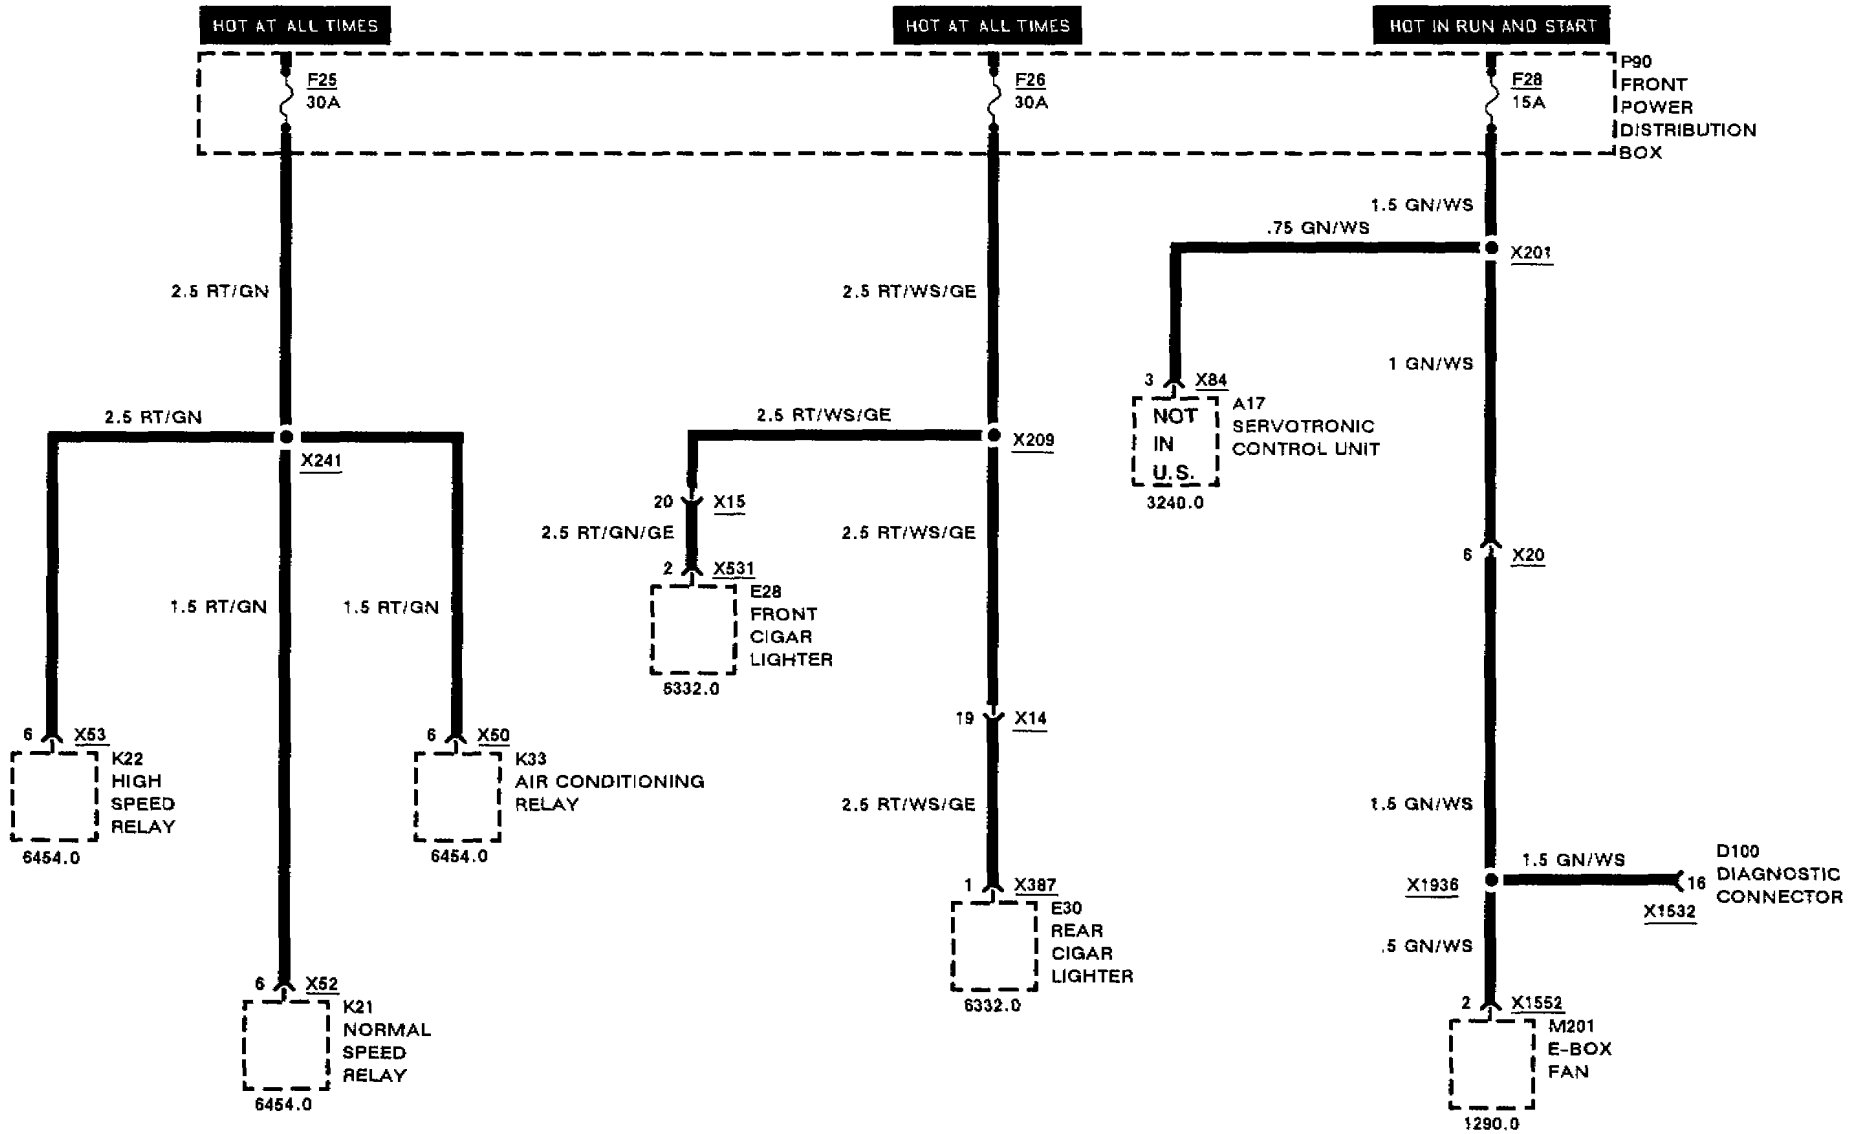 HOT AT ALL TIMES
HOT AT ALL TIMES
HOT IN RUN AND START
F25
30A
F26
30A
F28
15A
P90
FRONT
POWER
DISTRIBUTION
BOX
1.5 GN/WS
.75 GN/WS
X201
2.5 RT/GN
2.5 RT/WS/GE
1 GN/WS
3
X84
NOT
IN
U.S.
A17
SERVOTRONIC
CONTROL UNIT
3240.0
2.5 RT/GN
X241
2.5 RT/WS/GE
X209
20
X15
2.5 RT/GN/GE
2.5 RT/WS/GE
2
X531
E28
FRONT
CIGAR
LIGHTER
6332.0
6
X20
1.5 RT/GN
1.5 RT/GN
19
X14
6
X53
K22
HIGH
SPEED
RELAY
6454.0
6
X50
K33
AIR CONDITIONING
RELAY
6454.0
2.5 RT/WS/GE
1.5 GN/WS
1
X387
E30
REAR
CIGAR
LIGHTER
6332.0
X1936
1.5 GN/WS
16
X1532
D100
DIAGNOSTIC
CONNECTOR
.5 GN/WS
6
X52
K21
NORMAL
SPEED
RELAY
6454.0
2
X1552
M201
E-BOX
FAN
1290.0